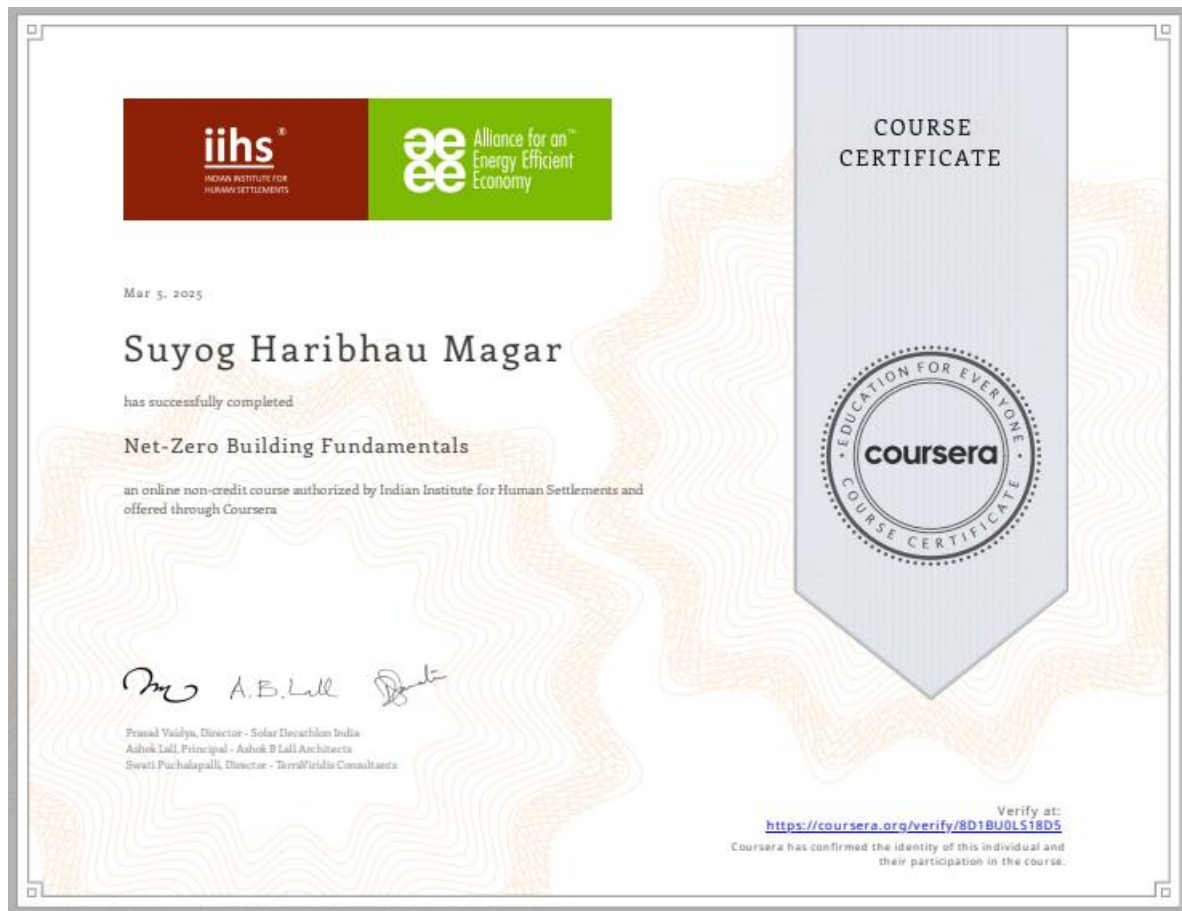 iihs®
INDIAN INSTITUTE FOR
HUMAN SETTLEMENTS
aeee
Alliance for an™
Energy Efficient
Economy
COURSE
CERTIFICATE
Mar 5, 2025
Suyog Haribhau Magar
has successfully completed
Net-Zero Building Fundamentals
an online non-credit course authorized by Indian Institute for Human Settlements and
offered through Coursera
EDUCATION FOR EVERYONE
coursera
COURSE CERTIFICATE
A.B.Lall
Prasad Vaidya, Director - Solar Decathlon India
Ashok Lall, Principal - Ashok B Lall Architects
Swati Puchalapalli, Director - TerraViridis Consultants
Verify at:
https://coursera.org/verify/8D1BU0LS18D5
Coursera has confirmed the identity of this individual and
their participation in the course.